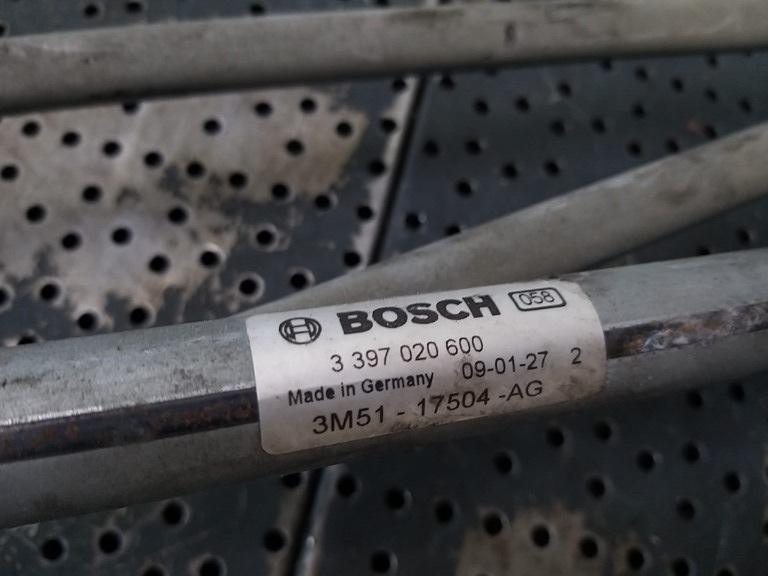 BOSCH 058
3 397 020 600
Made in Germany 09-01-27 2
3M51 - 17504 -AG